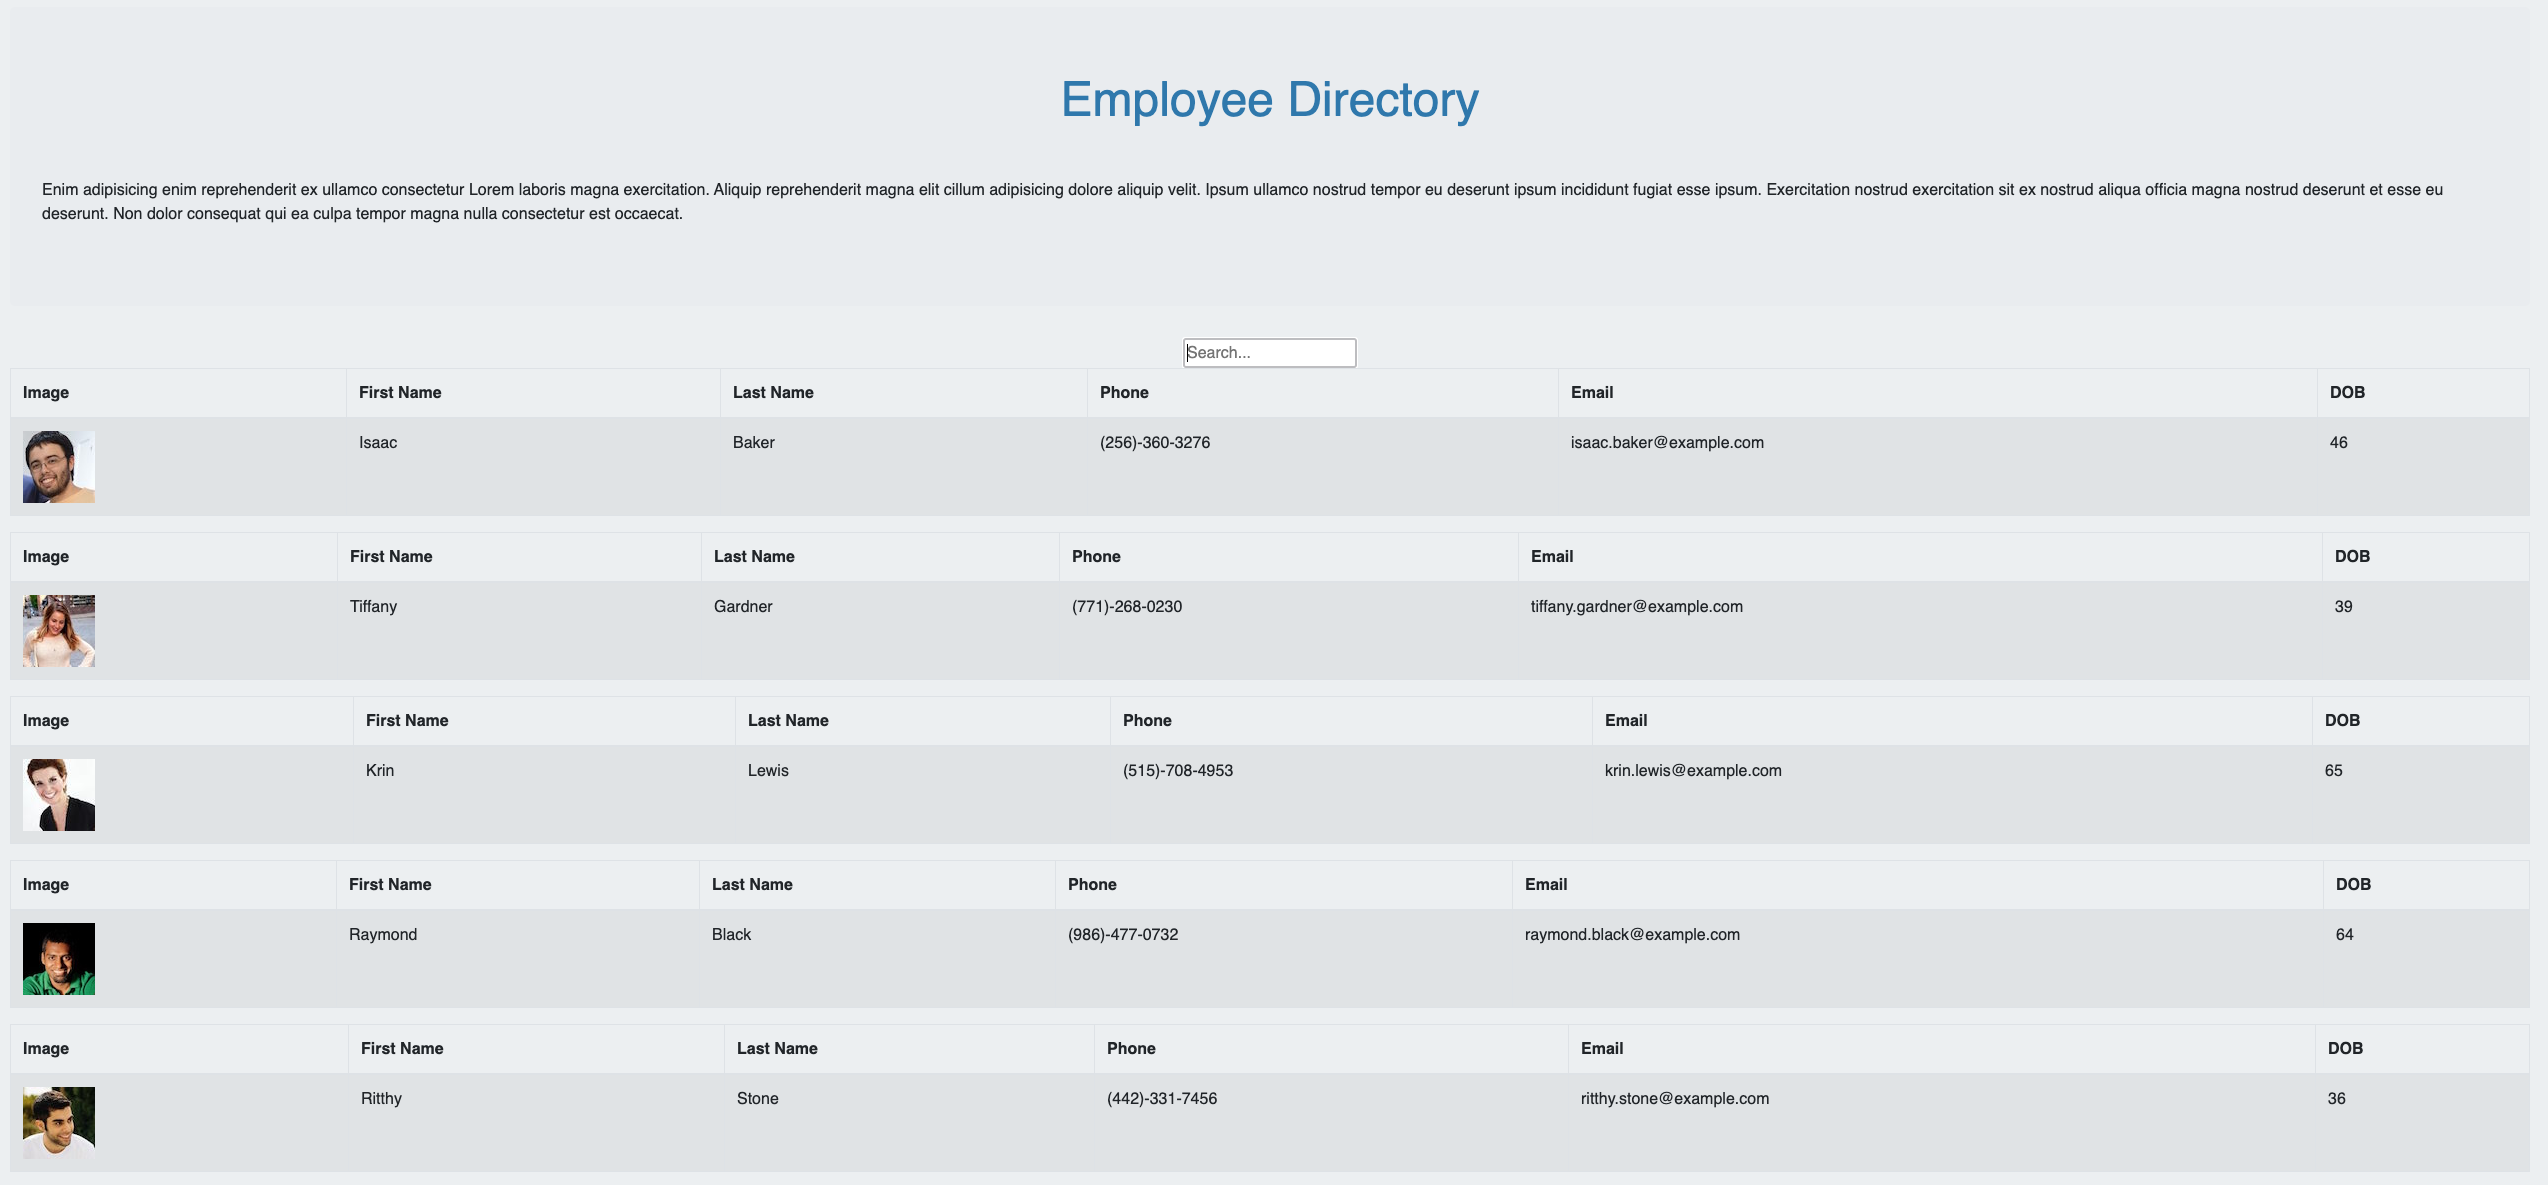 Employee Directory
Enim adipisicing enim reprehenderit ex ullamco consectetur Lorem laboris magna exercitation. Aliquip reprehenderit magna elit cillum adipisicing dolore aliquip velit. Ipsum ullamco nostrud tempor eu deserunt ipsum incididunt fugiat esse ipsum. Exercitation nostrud exercitation sit ex nostrud aliqua officia magna nostrud deserunt et esse eu
deserunt. Non dolor consequat qui ea culpa tempor magna nulla consectetur est occaecat.
Search...
Image First Name Last Name Phone Email DOB
Isaac Baker (256)-360-3276 isaac.baker@example.com 46
Image First Name Last Name Phone Email DOB
Tiffany Gardner (771)-268-0230 tiffany.gardner@example.com 39
Image First Name Last Name Phone Email DOB
Krin Lewis (515)-708-4953 krin.lewis@example.com 65
Image First Name Last Name Phone Email DOB
Raymond Black (986)-477-0732 raymond.black@example.com 64
Image First Name Last Name Phone Email DOB
Ritthy Stone (442)-331-7456 ritthy.stone@example.com 36